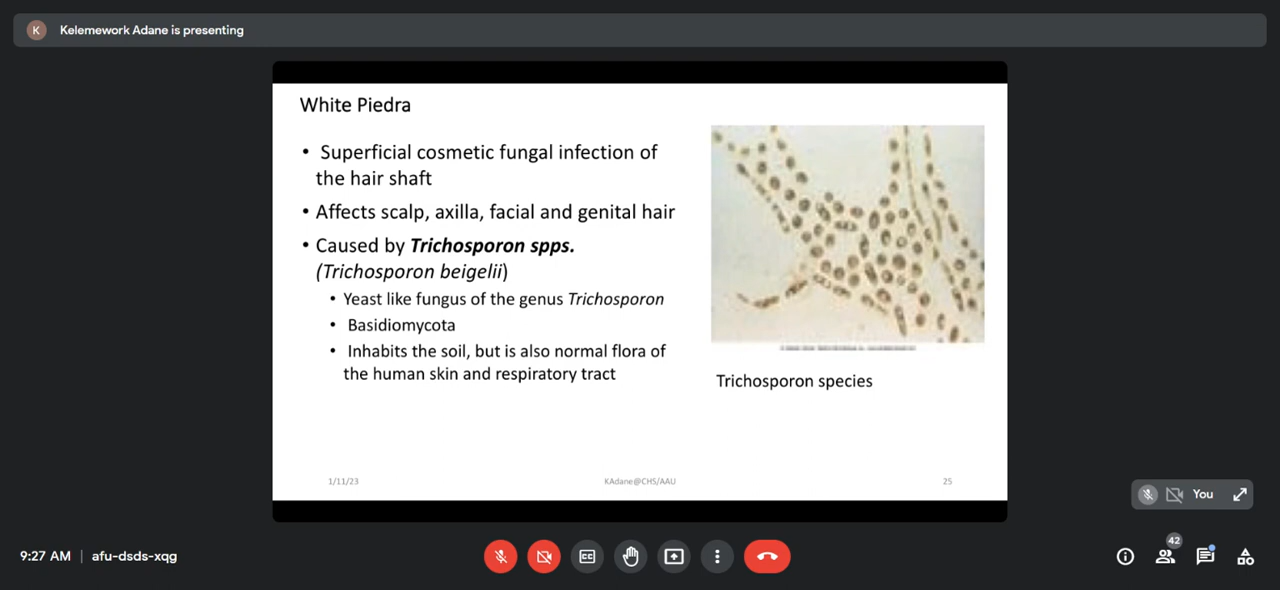 K
Kelemework Adane is presenting
White Piedra
• Superficial cosmetic fungal infection of
the hair shaft
• Affects scalp, axilla, facial and genital hair
• Caused by Trichosporon spps.
(Trichosporon beigelii)
• Yeast like fungus of the genus Trichosporon
• Basidiomycota
• Inhabits the soil, but is also normal flora of
the human skin and respiratory tract
Trichosporon species
1/11/23
KAdane@CHS/AAU
25
You
9:27 AM | afu-dsds-xqg
CC
42